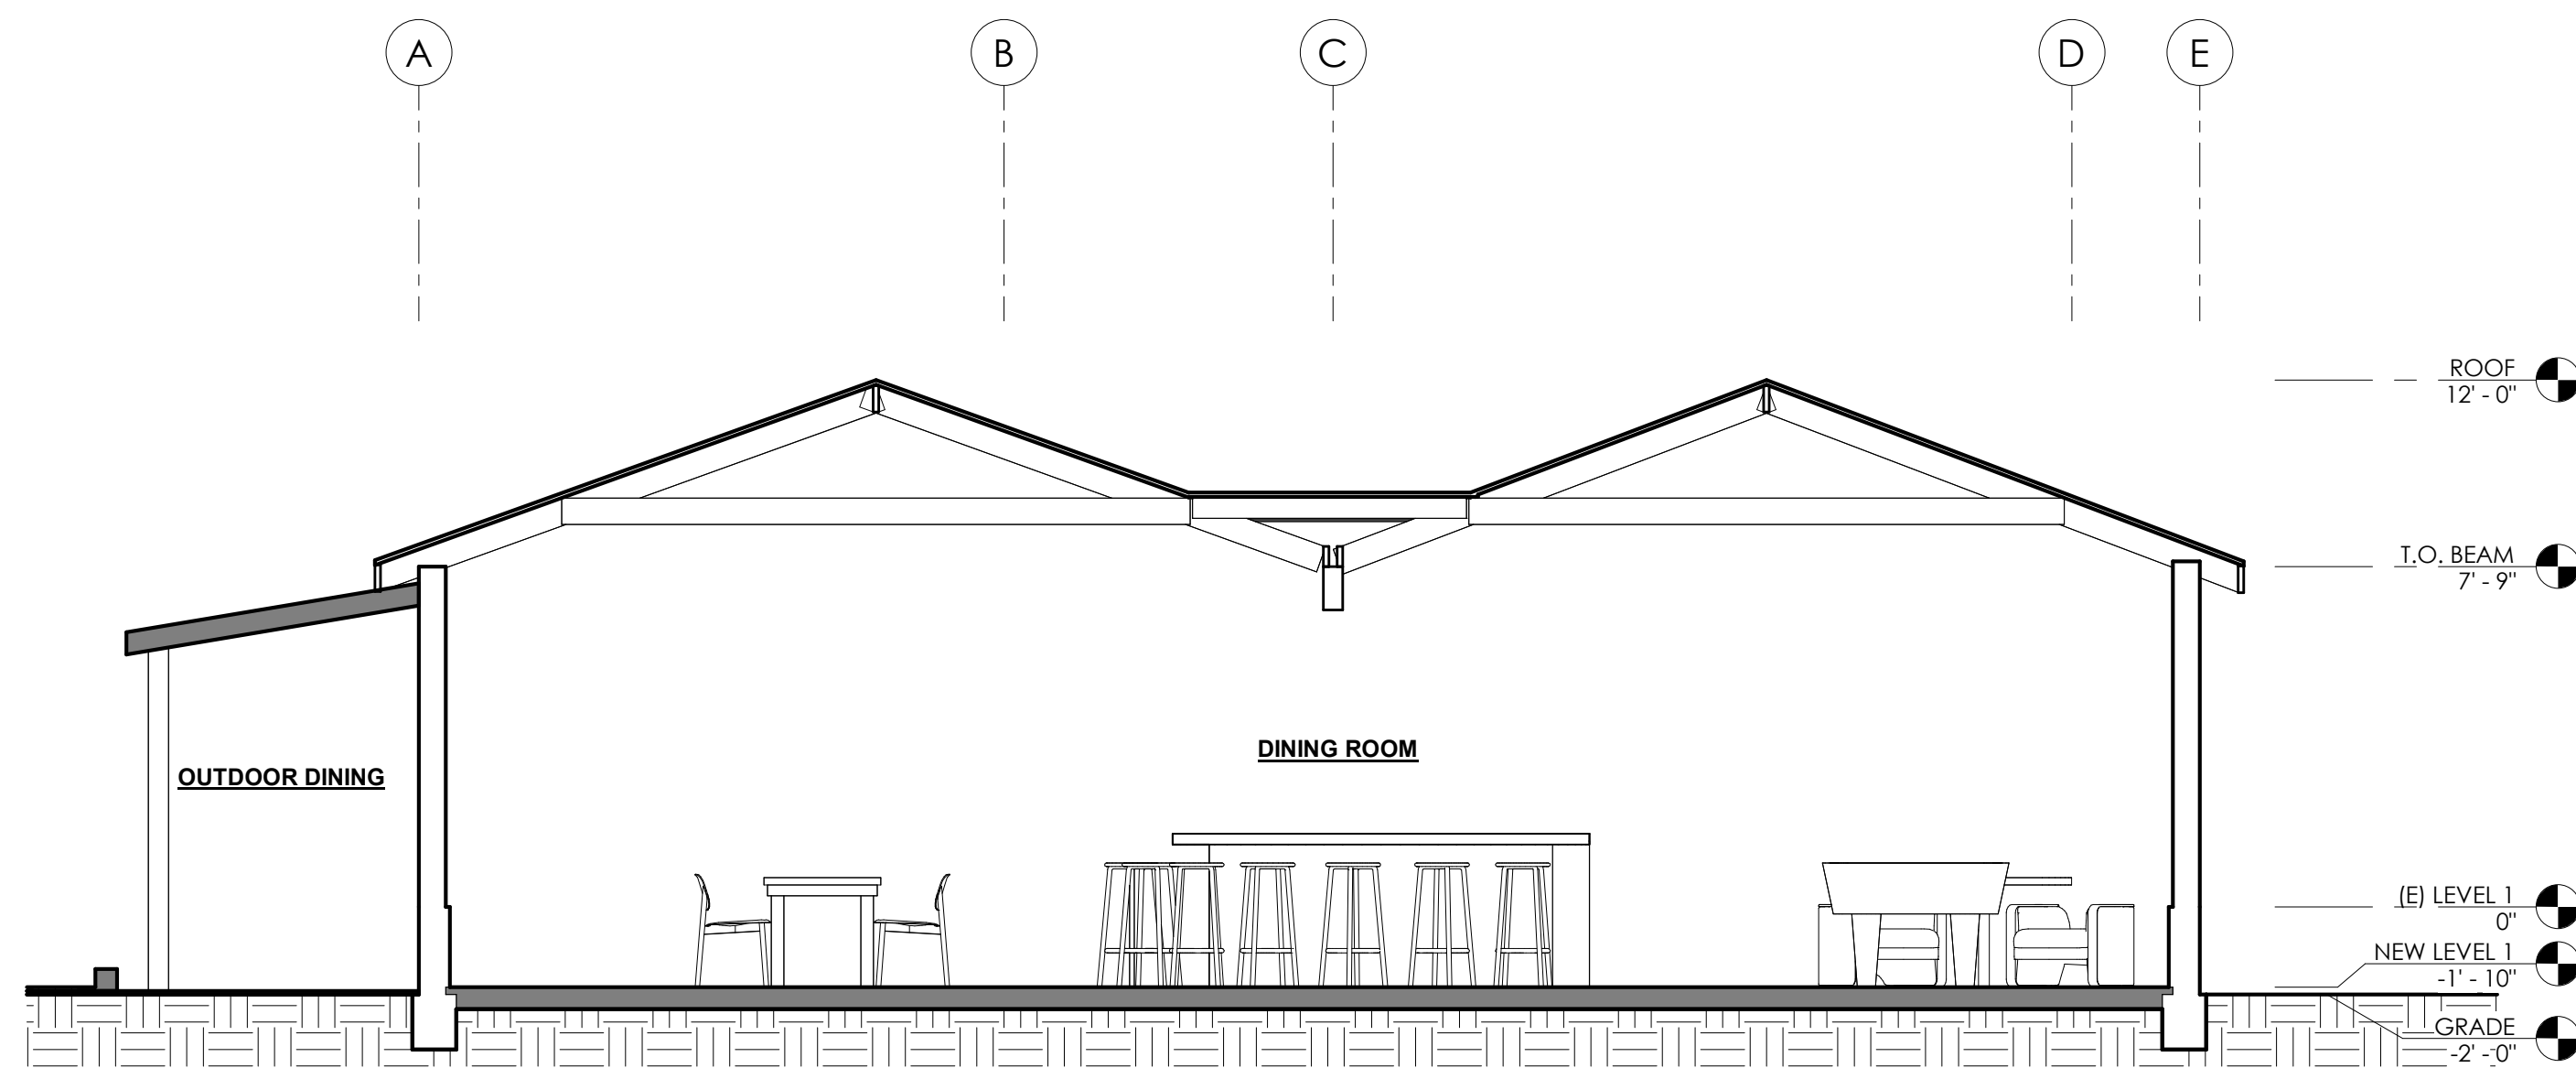 A B C D E
ROOF
12' - 0"
T.O. BEAM
7' - 9"
DINING ROOM
OUTDOOR DINING
(E) LEVEL 1
0"
NEW LEVEL 1
-1' - 10"
GRADE
-2' - 0"